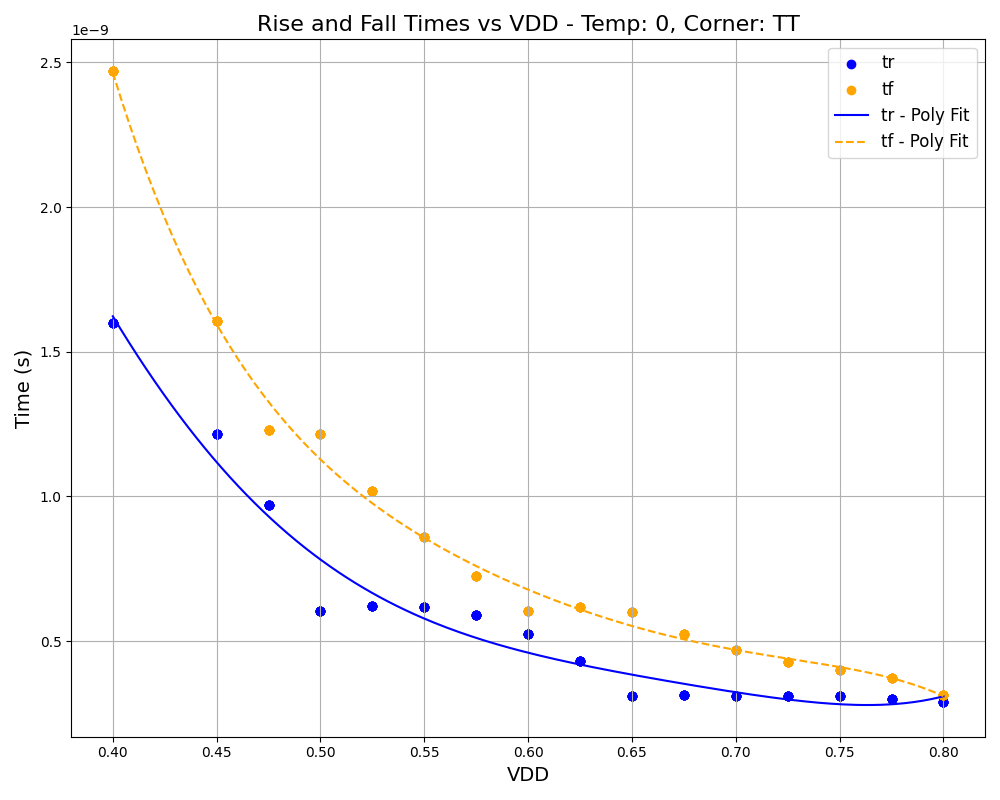 Rise and Fall Times vs VDD - Temp: 0, Corner: TT
1e−9
2.5
2.0
1.5
1.0
0.5
Time (s)
tr
tf
tr - Poly Fit
tf - Poly Fit
0.40 0.45 0.50 0.55 0.60 0.65 0.70 0.75 0.80
VDD